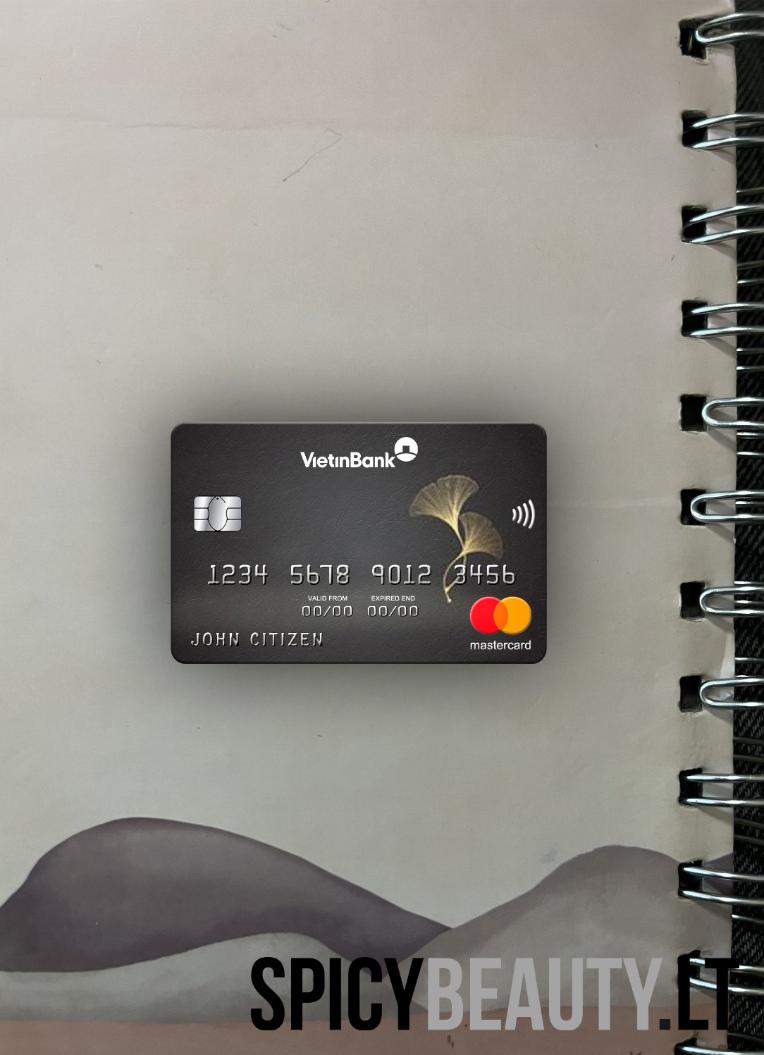 VietinBank
1234 5678 9012 3456
VALID FROM EXPIRED END
00/00 00/00
JOHN CITIZEN
mastercard
SPICYBEAUTY.LT